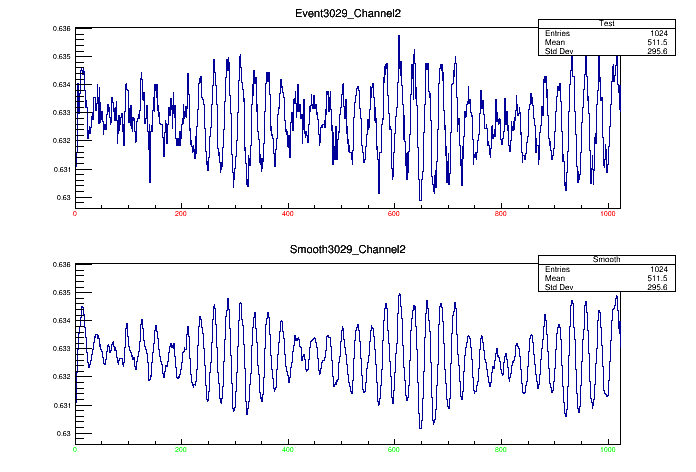 Event3029_Channel2
Test
Entries 1024
Mean 511.5
Std Dev 295.6
0.636
0.635
0.634
0.633
0.632
0.631
0.63
0 200 400 600 800 1000
Smooth3029_Channel2
Smooth
Entries 1024
Mean 511.5
Std Dev 295.6
0.636
0.635
0.634
0.633
0.632
0.631
0.63
0 200 400 600 800 1000